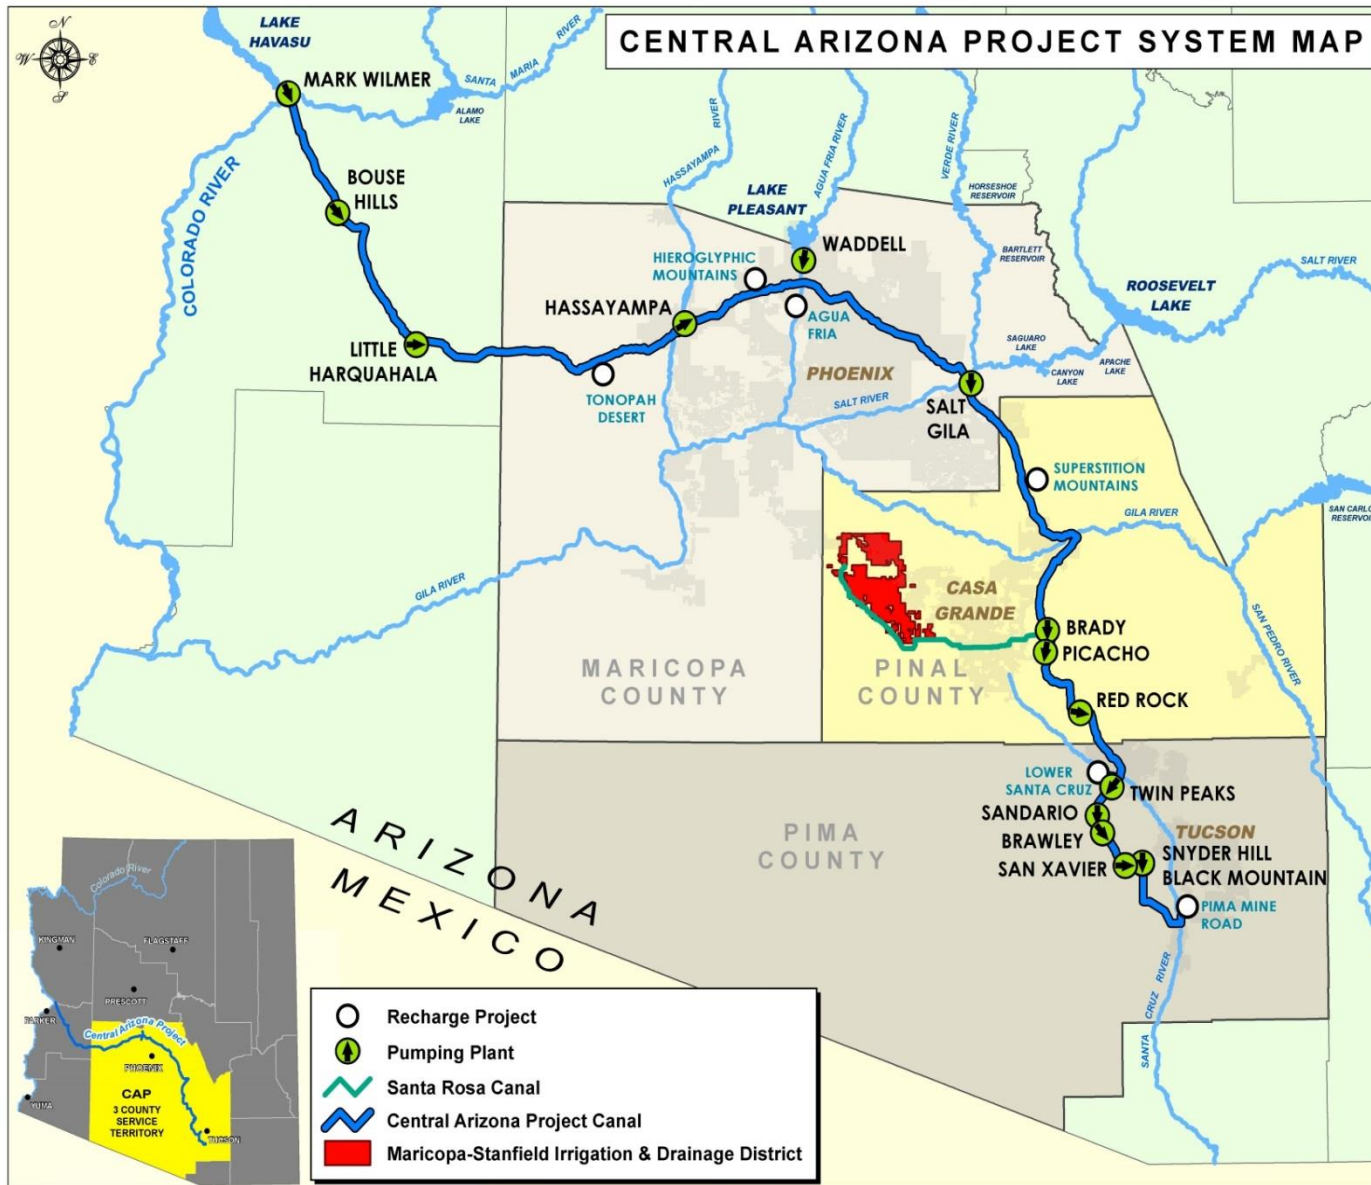 CENTRAL ARIZONA PROJECT SYSTEM MAP
N
W
E
S
LAKE
HAVASU
MARK WILMER
SANTA
MARIA
RIVER
ALAMO
LAKE
COLORADO RIVER
BOUSE
HILLS
LITTLE
HARQUAHALA
HASSAYAMPA
RIVER
AGUA FRIA RIVER
VERDE RIVER
HORSESHOE
RESERVOIR
LAKE
PLEASANT
WADDELL
BARTLETT
RESERVOIR
HIEROGLYPHIC
MOUNTAINS
HASSAYAMPA
AGUA
FRIA
TONOPAH
DESERT
PHOENIX
SALT RIVER
ROOSEVELT
LAKE
SALT RIVER
SAGUARO
LAKE
CANYON
LAKE
APACHE
LAKE
SALT
GILA
SUPERSTITION
MOUNTAINS
GILA RIVER
SAN CARLO
RESERVOIR
GILA RIVER
CASA
GRANDE
BRADY
PICACHO
SAN PEDRO RIVER
MARICOPA
COUNTY
PINAL
COUNTY
RED ROCK
LOWER
SANTA CRUZ
TWIN PEAKS
SANDARIO
BRAWLEY
TUCSON
SAN XAVIER
SNYDER HILL
BLACK MOUNTAIN
PIMA
COUNTY
PIMA MINE
ROAD
SANTA
CRUZ
RIVER
ARIZONA
MEXICO
Colorado River
KINGMAN
FLAGSTAFF
PRESCOTT
PARKER
Central Arizona Project
PHOENIX
CAP
3 COUNTY
SERVICE
TERRITORY
YUMA
TUCSON
Recharge Project
Pumping Plant
Santa Rosa Canal
Central Arizona Project Canal
Maricopa-Stanfield Irrigation & Drainage District